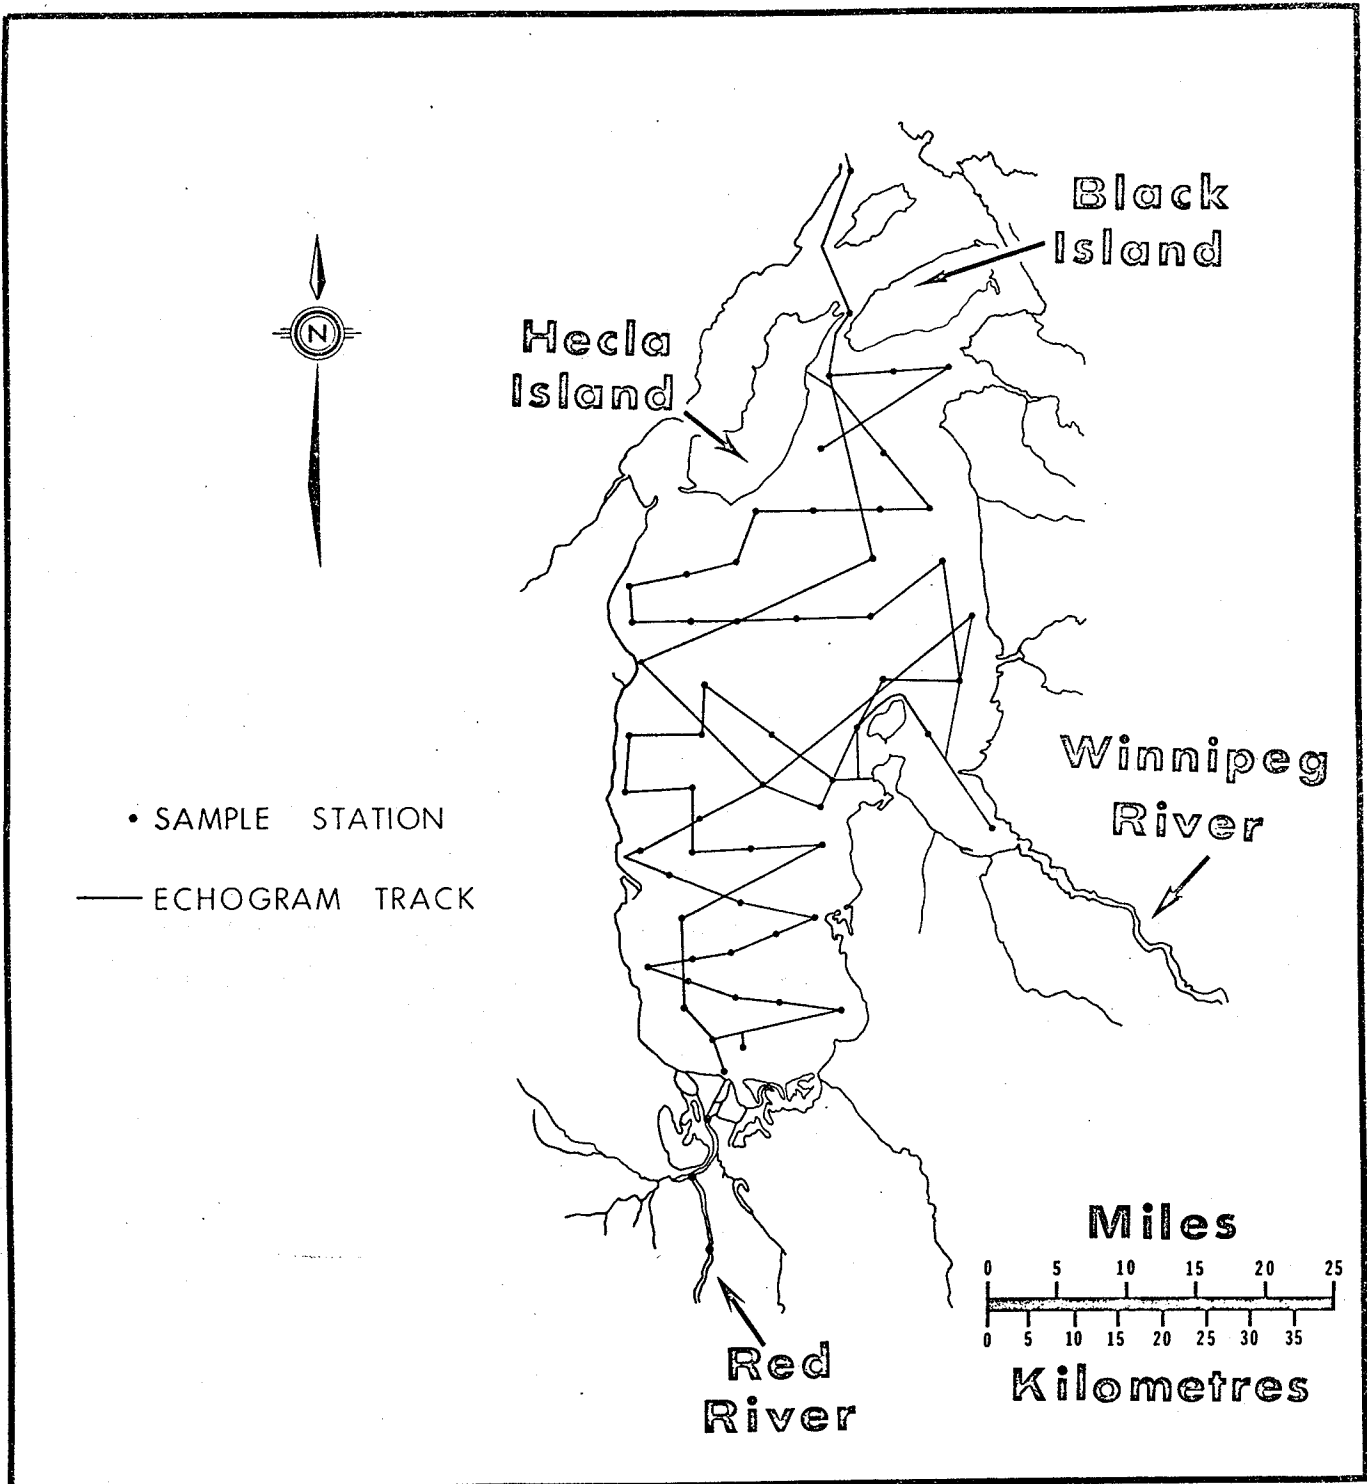 Black
Island
N
Hecla
Island
Winnipeg
River
• SAMPLE STATION
— ECHOGRAM TRACK
Miles
0 5 10 15 20 25
0 5 10 15 20 25 30 35
Kilometres
Red
River